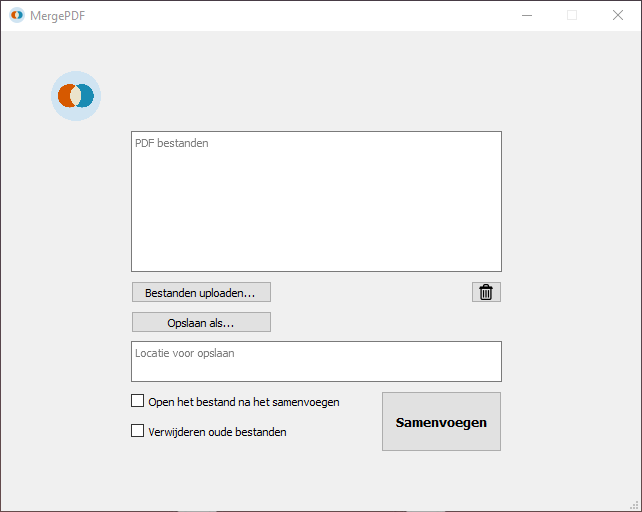 MergePDF
PDF bestanden
Bestanden uploaden...
Opslaan als...
Locatie voor opslaan
Open het bestand na het samenvoegen
Verwijderen oude bestanden
Samenvoegen